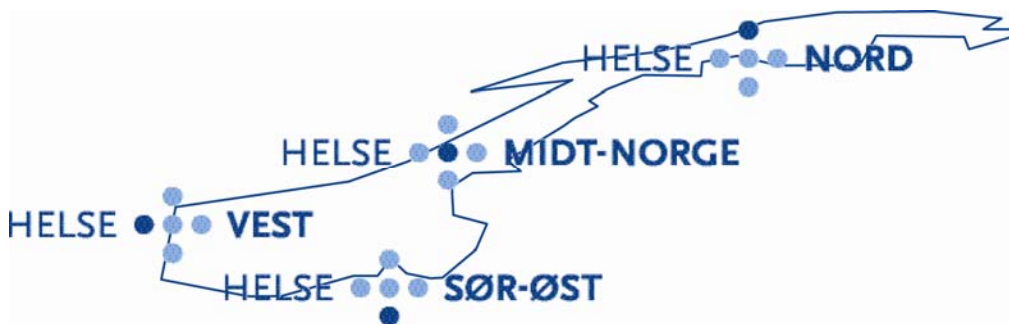 HELSE NORD
HELSE MIDT-NORGE
HELSE VEST
HELSE SØR-ØST